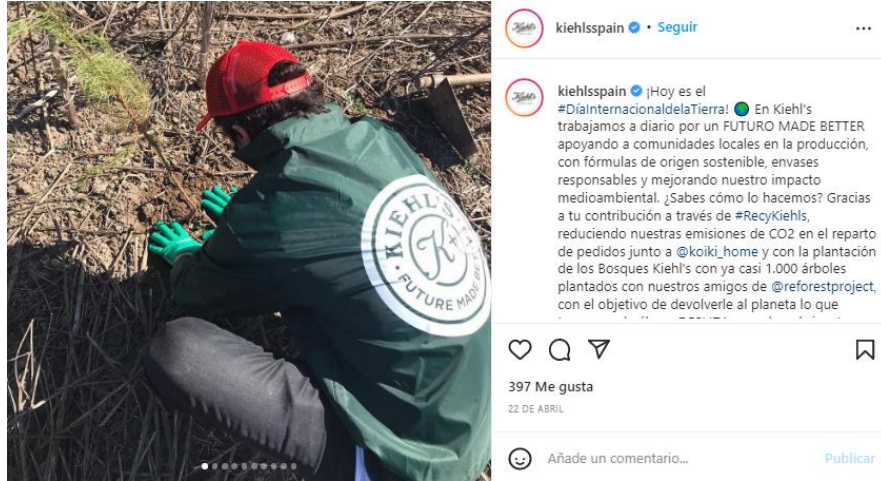 kiehlsspain • Seguir
kiehlsspain ¡Hoy es el
#DíaInternacionaldelaTierra! En Kiehl's
trabajamos a diario por un FUTURO MADE BETTER
apoyando a comunidades locales en la producción,
con fórmulas de origen sostenible, envases
responsables y mejorando nuestro impacto
medioambiental. ¿Sabes cómo lo hacemos? Gracias
a tu contribución a través de #RecyKiehls,
reduciendo nuestras emisiones de CO2 en el reparto
de pedidos junto a @koiki_home y con la plantación
de los Bosques Kiehl's con ya casi 1.000 árboles
plantados con nuestros amigos de @reforestproject,
con el objetivo de devolverle al planeta lo que
397 Me gusta
22 DE ABRIL
Añade un comentario...
Publicar
KIEHL'S
K+
FUTURE MADE